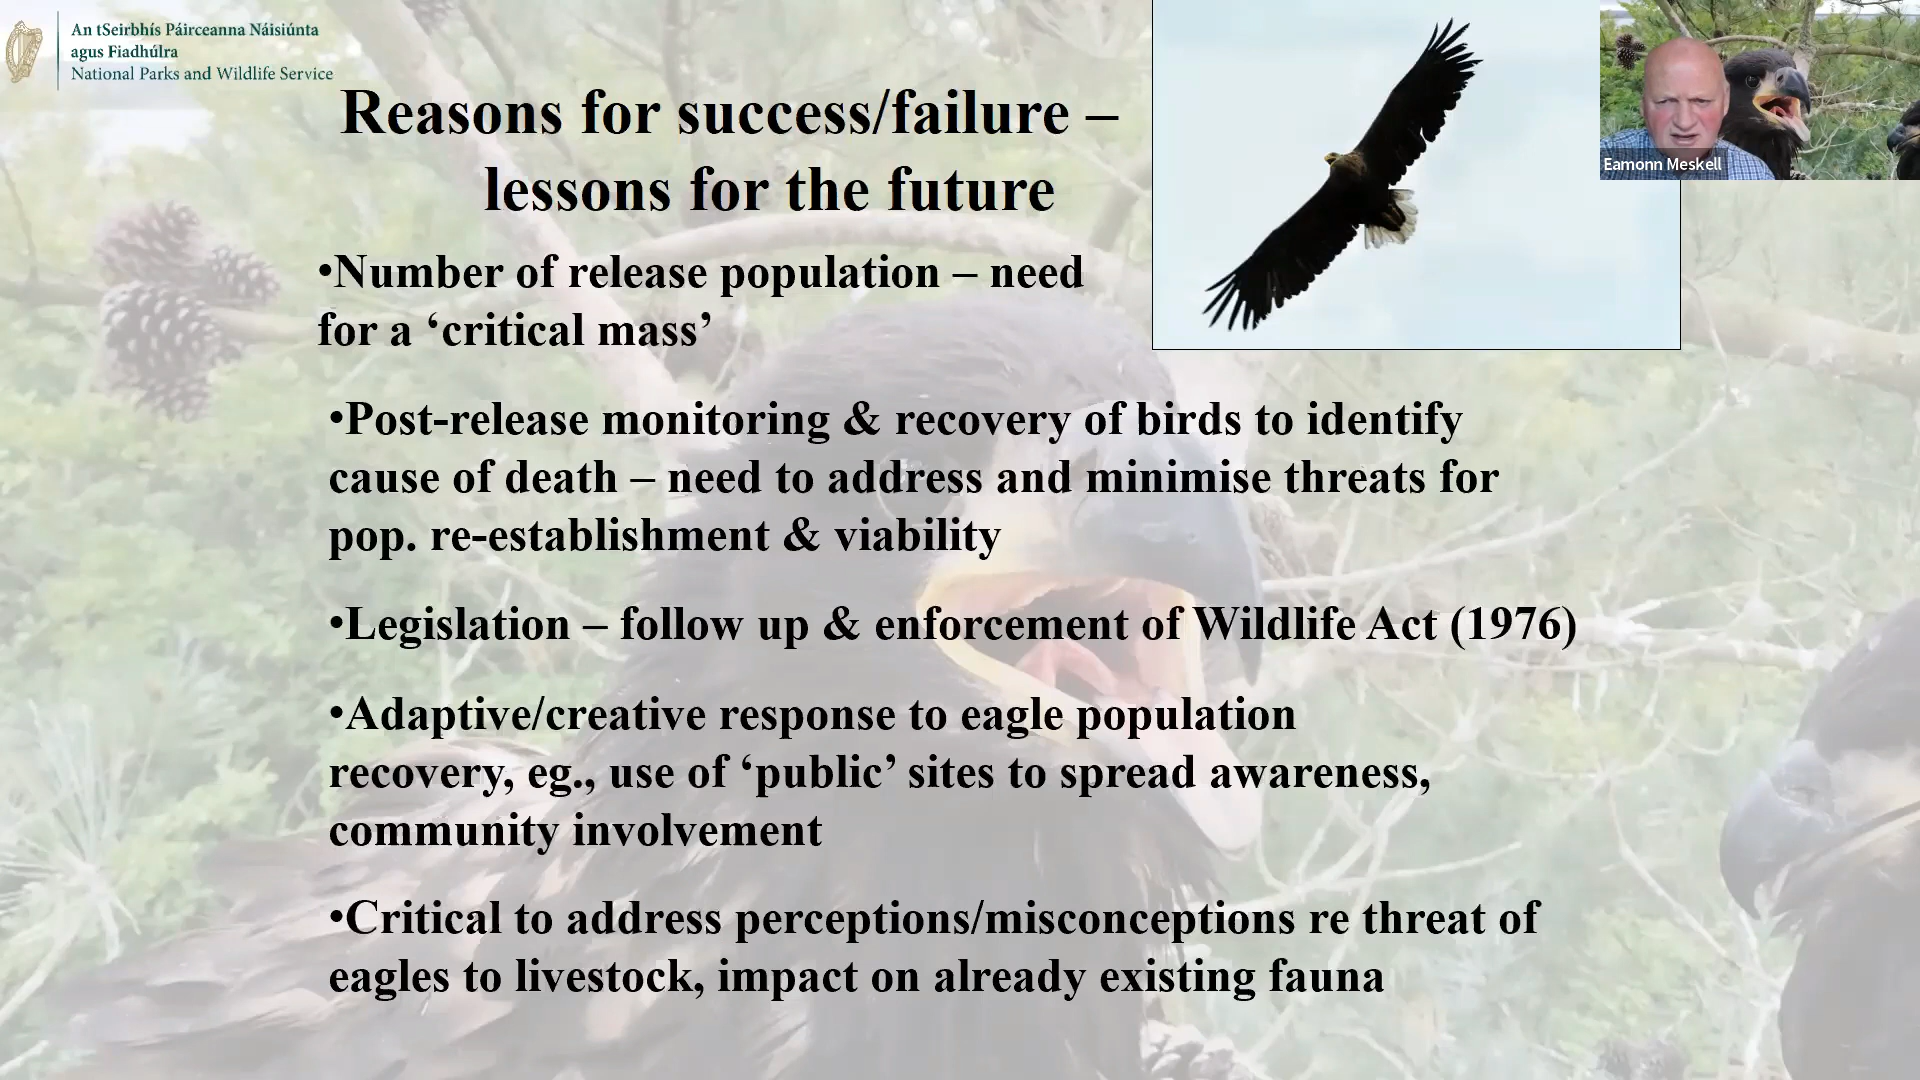 An tSeirbhís Páirceanna Náisiúnta
agus Fiadhúlra
National Parks and Wildlife Service
Reasons for success/failure –
lessons for the future
Eamonn Meskell
•Number of release population – need
for a ‘critical mass’
•Post-release monitoring & recovery of birds to identify
cause of death – need to address and minimise threats for
pop. re-establishment & viability
•Legislation – follow up & enforcement of Wildlife Act (1976)
•Adaptive/creative response to eagle population
recovery, eg., use of ‘public’ sites to spread awareness,
community involvement
•Critical to address perceptions/misconceptions re threat of
eagles to livestock, impact on already existing fauna